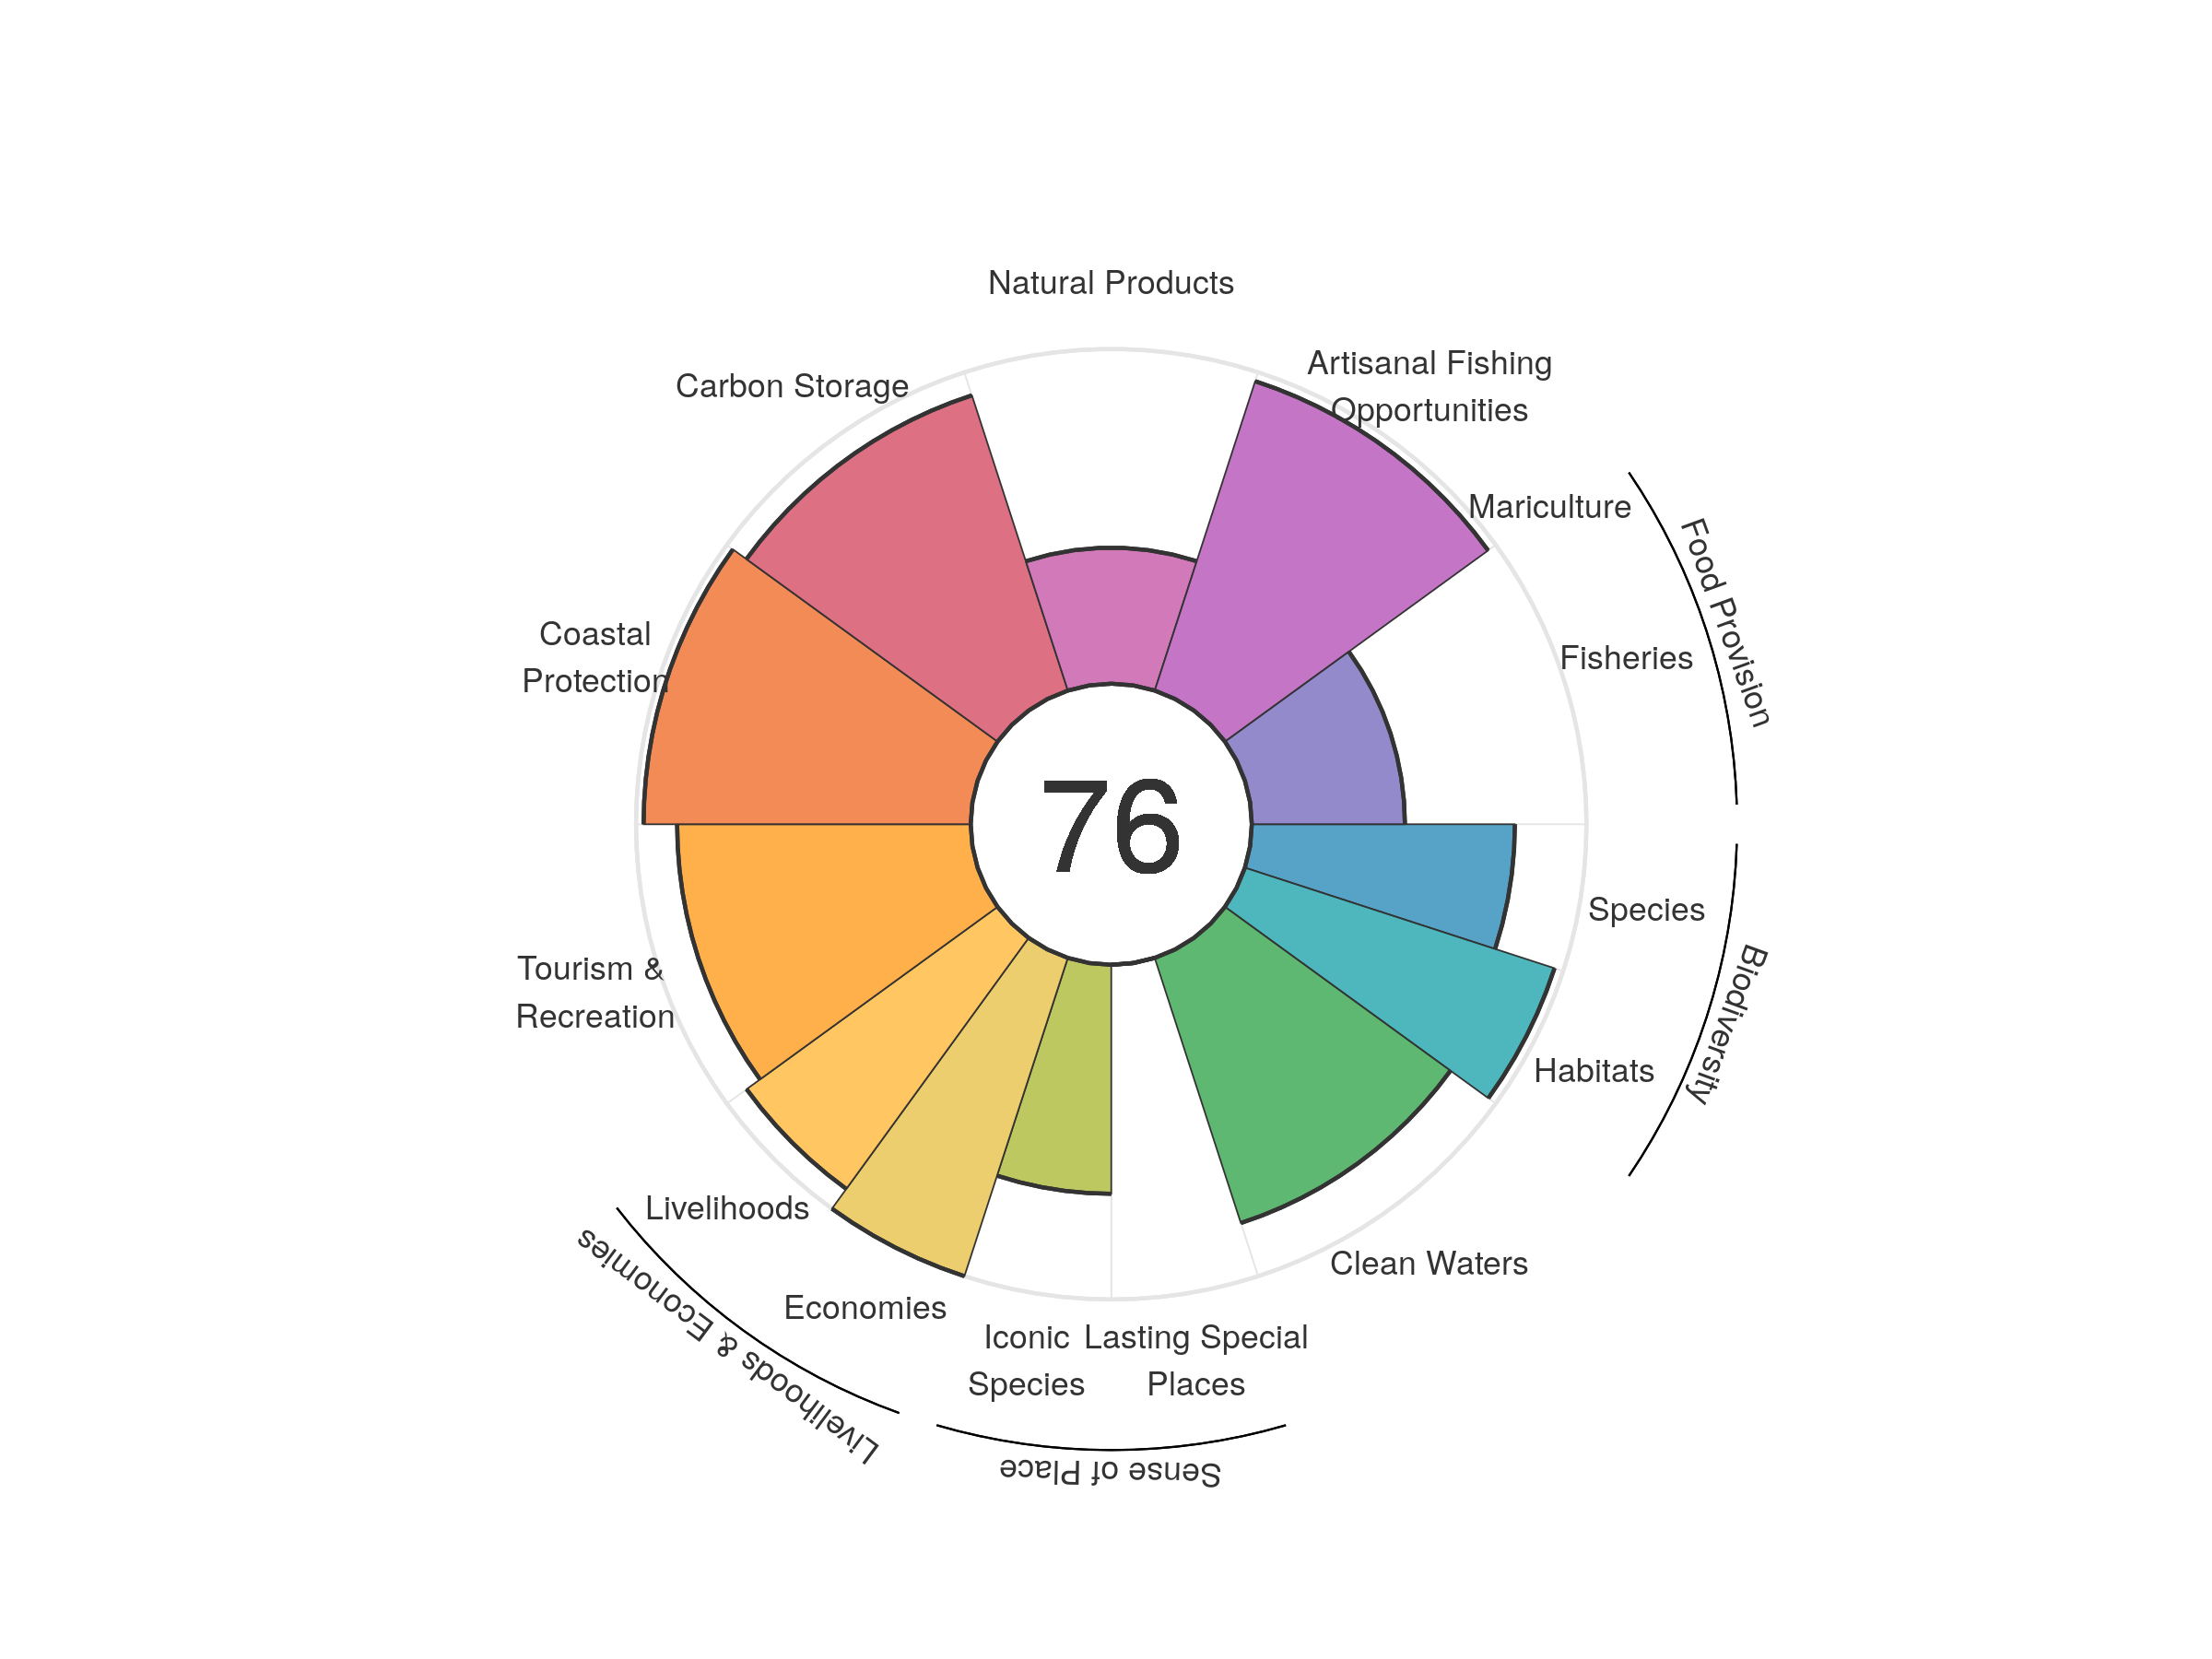 Natural Products
Artisanal Fishing
Opportunities
Carbon Storage
Mariculture
Food Provision
Fisheries
Coastal
Protection
76
Species
Biodiversity
Tourism &
Recreation
Habitats
Livelihoods
Clean Waters
Livelihoods & Economies
Economies
Iconic
Species
Lasting Special
Places
Sense of Place